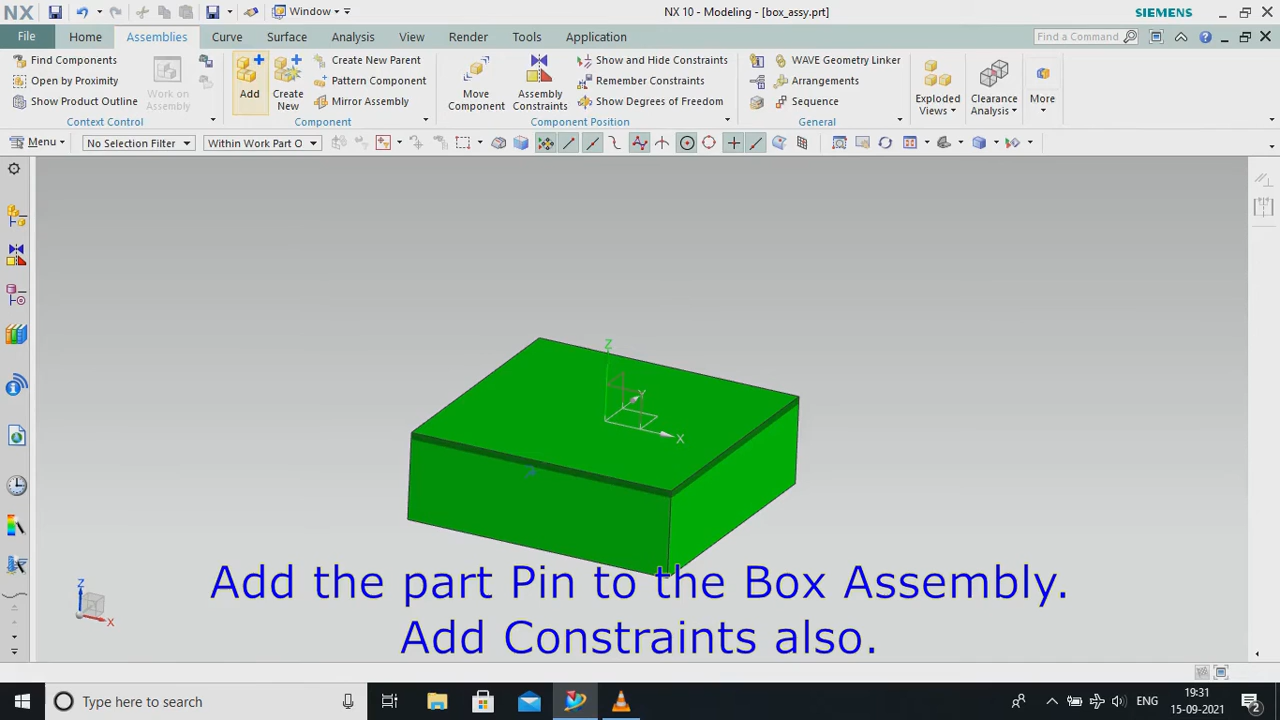 NX
Window
NX 10 - Modeling - [box_assy.prt]
SIEMENS
File
Home
Assemblies
Curve
Surface
Analysis
View
Render
Tools
Application
Find a Command
Find Components
Open by Proximity
Show Product Outline
Work on
Assembly
Context Control
Add
Create
New
Create New Parent
Pattern Component
Mirror Assembly
Component
Move
Component
Assembly
Constraints
Show and Hide Constraints
Remember Constraints
Show Degrees of Freedom
Component Position
WAVE Geometry Linker
Arrangements
Sequence
General
Exploded
Views
Clearance
Analysis
More
Menu
No Selection Filter
Within Work Part O
Z
Y
X
Z
X
Add the part Pin to the Box Assembly.
Add Constraints also.
Type here to search
ENG
19:31
15-09-2021
2